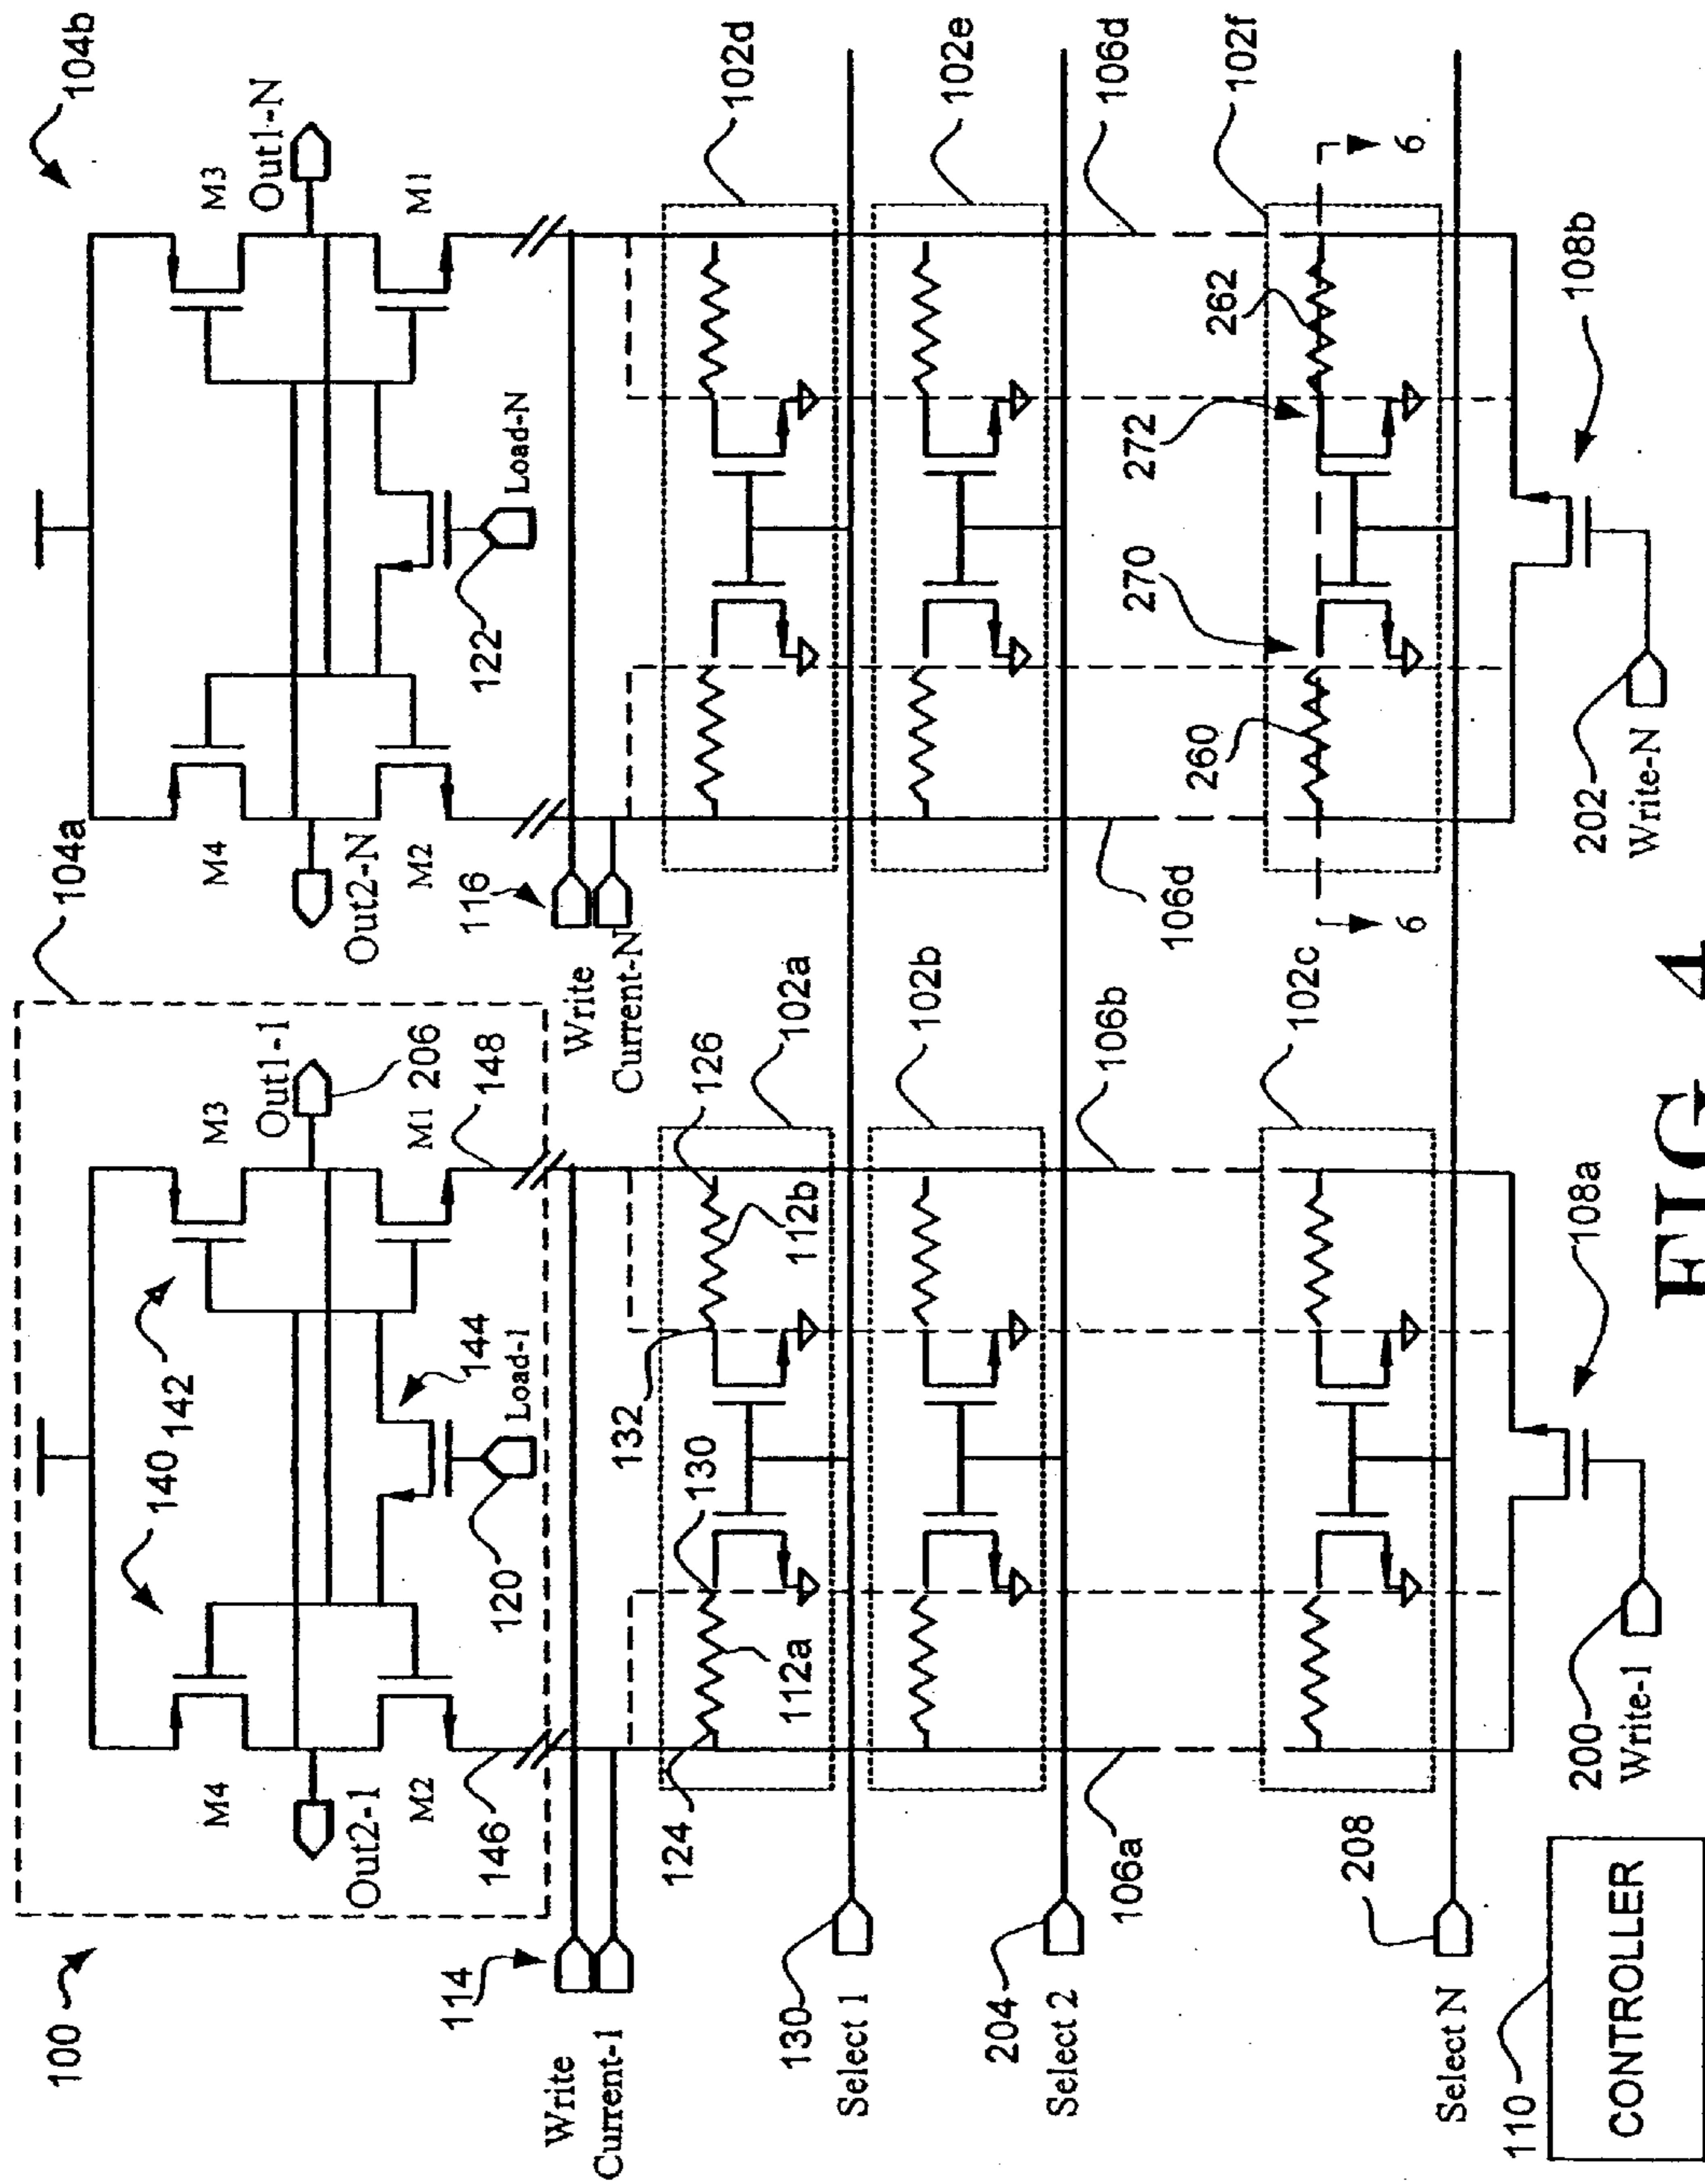 100
104a
104b
140 142
M4
M3
M4
M3
Out2-1
Out1-1
Out2-N
Out1-N
M2
M1 206
M2
M1
144
146
120
Load-1
148
122
Load-N
114
116
Write
Current-1
Write
Current-N
124
112a
130
132
112b
126
102a
102d
130
Select 1
102b
102e
204
Select 2
106a
106b
106d
106d
270
272
260
262
102c
102f
208
6
6
Select N
110
CONTROLLER
200
Write-1
108a
202
Write-N
108b
FIG 4